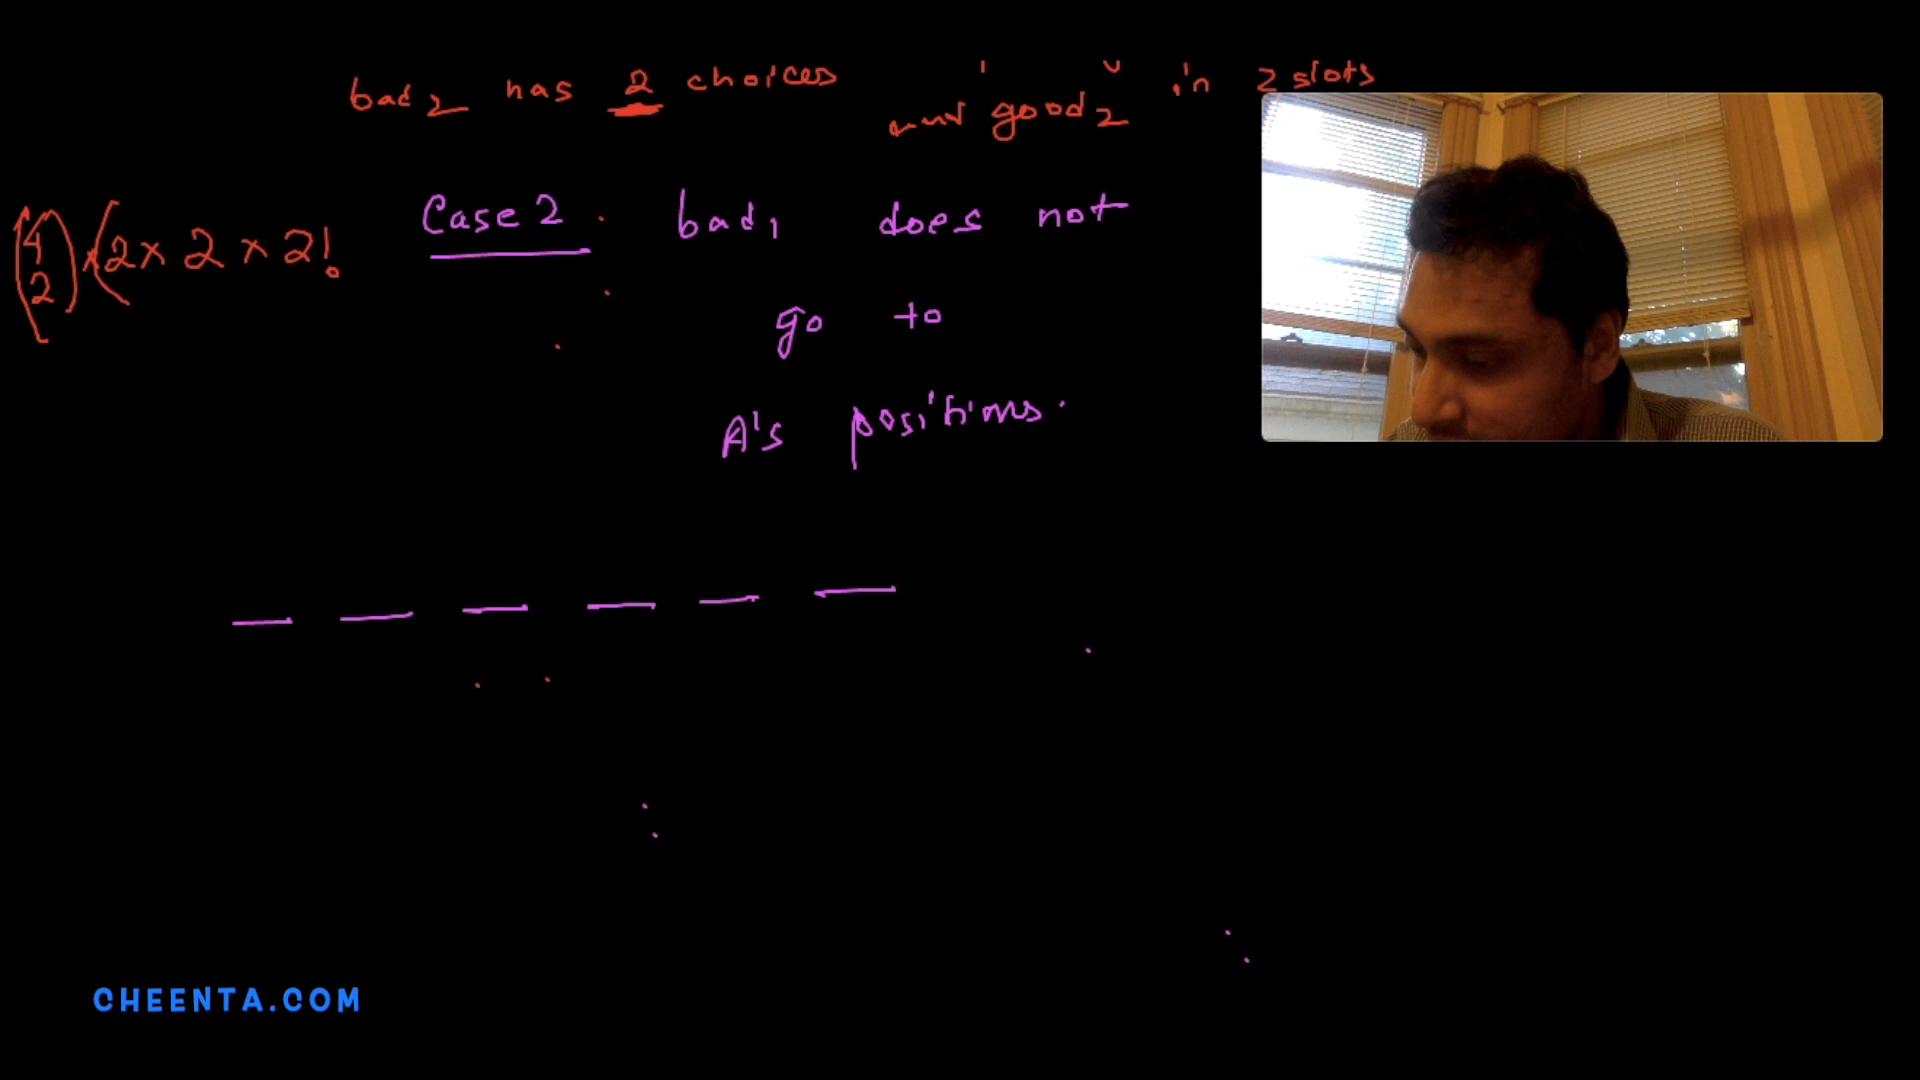 bad2 has 2 choices
and good2 in 2 slots
(4 2) × (2 × 2 × 2!
Case 2. bad1 does not
go to
A's positions.
CHEENTA.COM